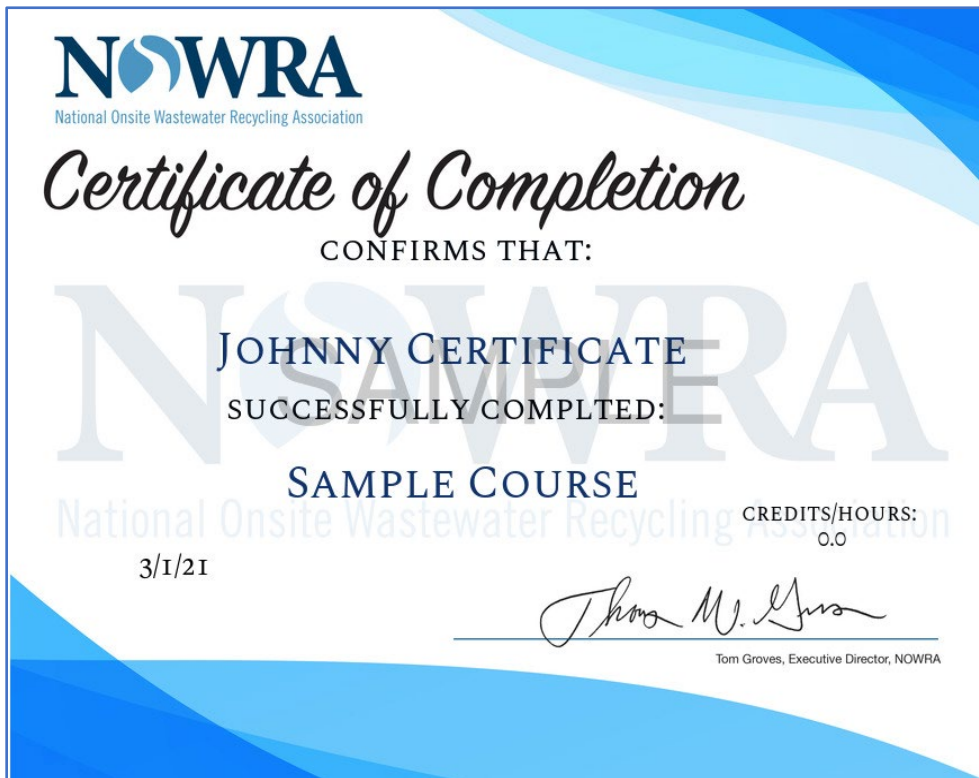 NOWRA
National Onsite Wastewater Recycling Association
Certificate of Completion
CONFIRMS THAT:
NOWRA
JOHNNY CERTIFICATE
SAMPLE
SUCCESSFULLY COMPLTED:
SAMPLE COURSE
National Onsite Wastewater Recycling Association
CREDITS/HOURS:
0.0
3/1/21
Tom Groves, Executive Director, NOWRA